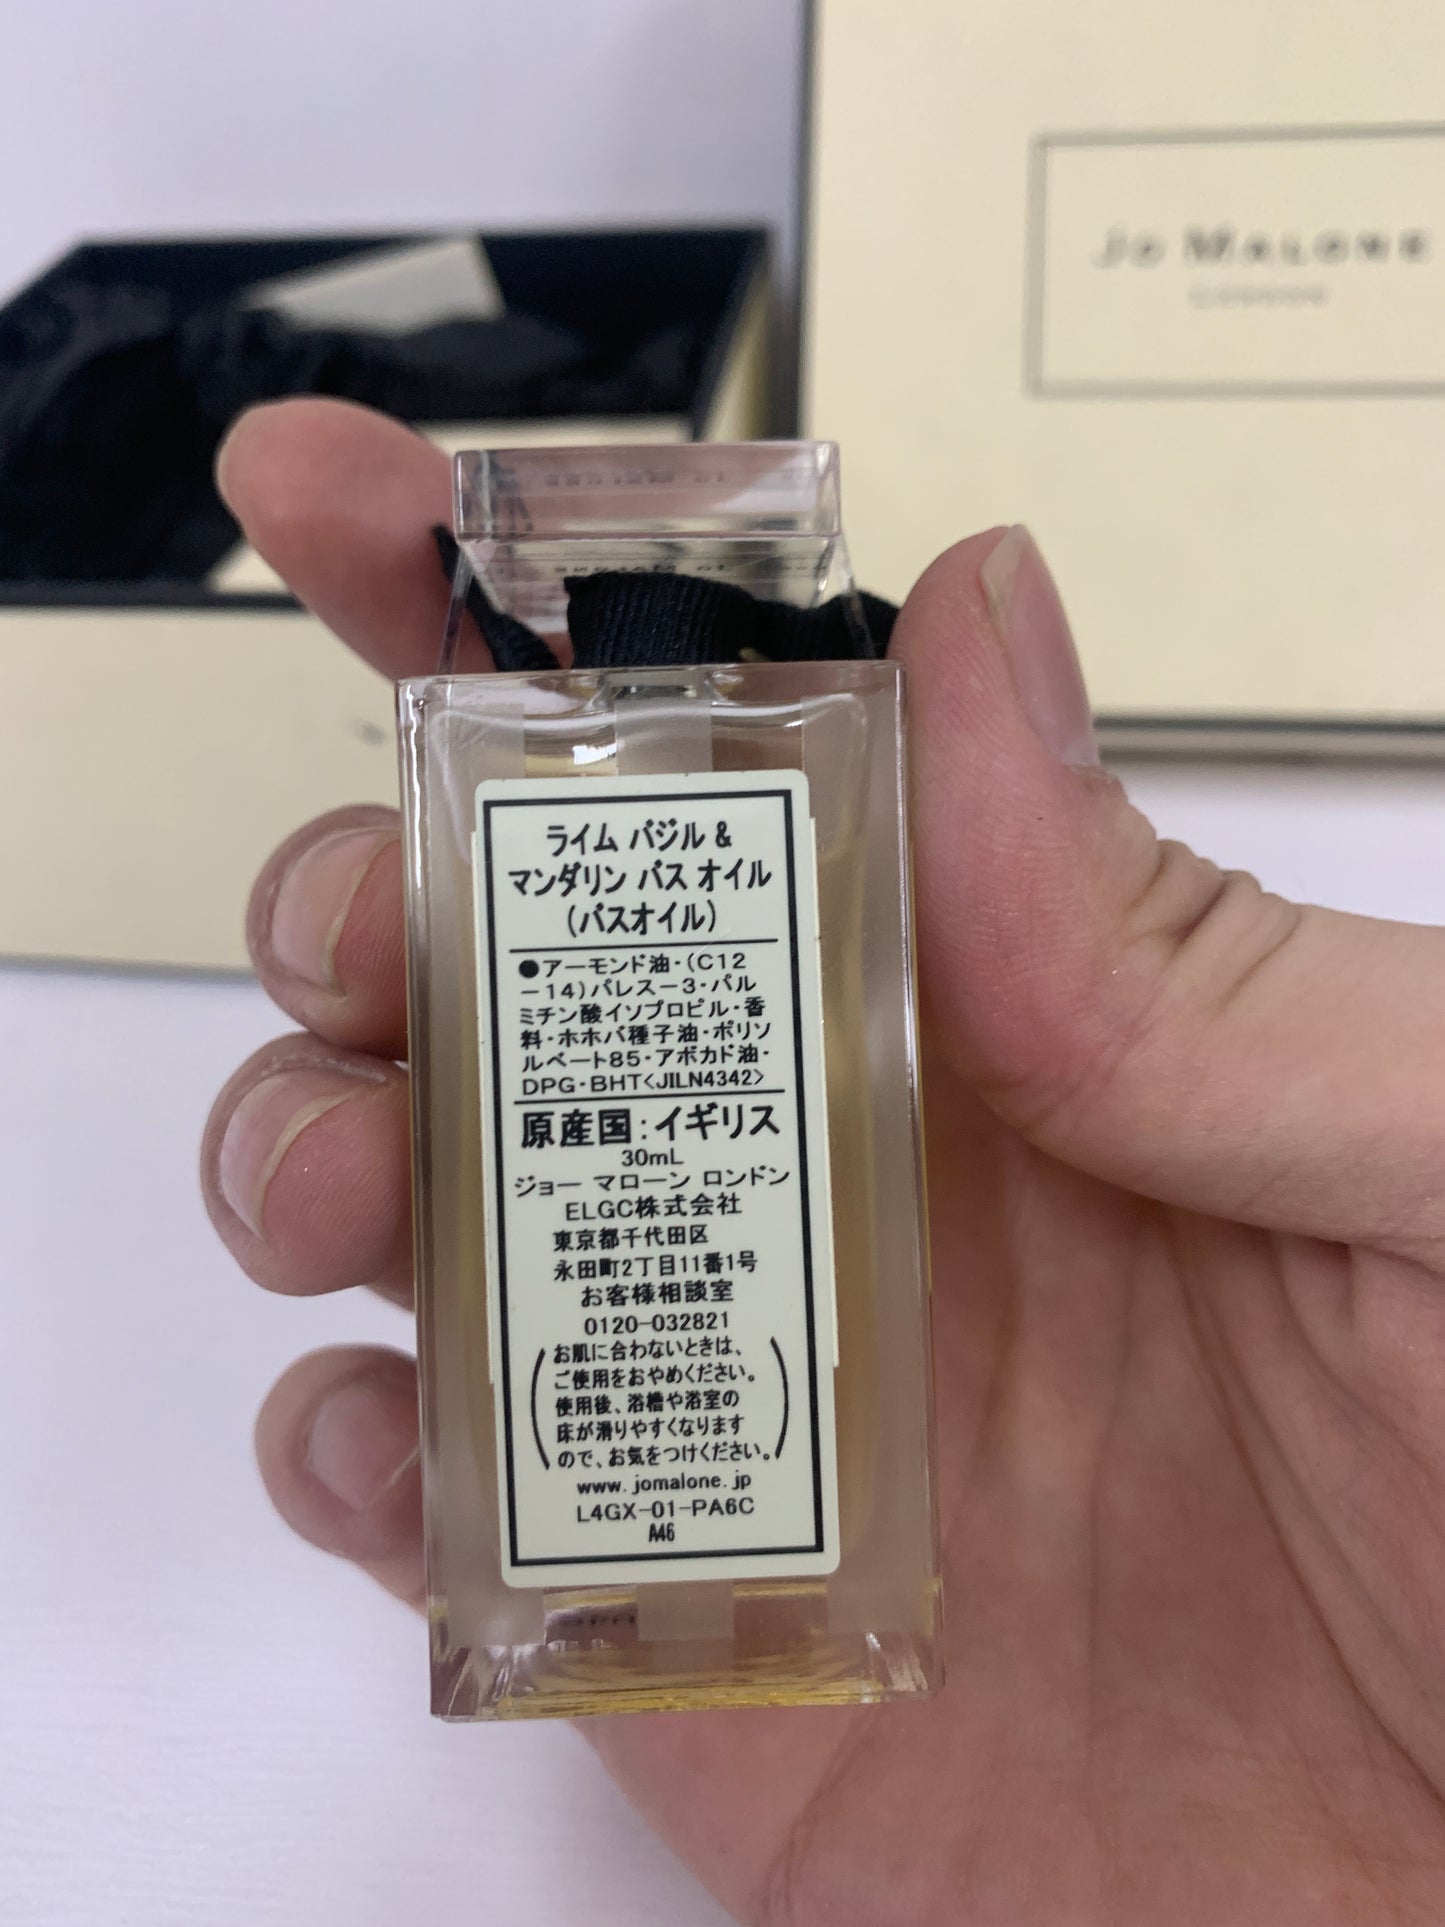 JO MALONE
LONDON
ライム バジル &
マンダリン バス オイル
(バスオイル)
●アーモンド油・(C12
－14)パレス－3・パル
ミチン酸イソプロピル・香
料・ホホバ種子油・ポリソ
ルベート85・アボカド油・
DPG・BHT<JILN4342>
原産国:イギリス
30mL
ジョー マローン ロンドン
ELGC株式会社
東京都千代田区
永田町2丁目11番1号
お客様相談室
0120-032821
(お肌に合わないときは、
ご使用をおやめください。
使用後、浴槽や浴室の
床が滑りやすくなります
ので、お気をつけください。)
www.jomalone.jp
L4GX-01-PA6C
A46